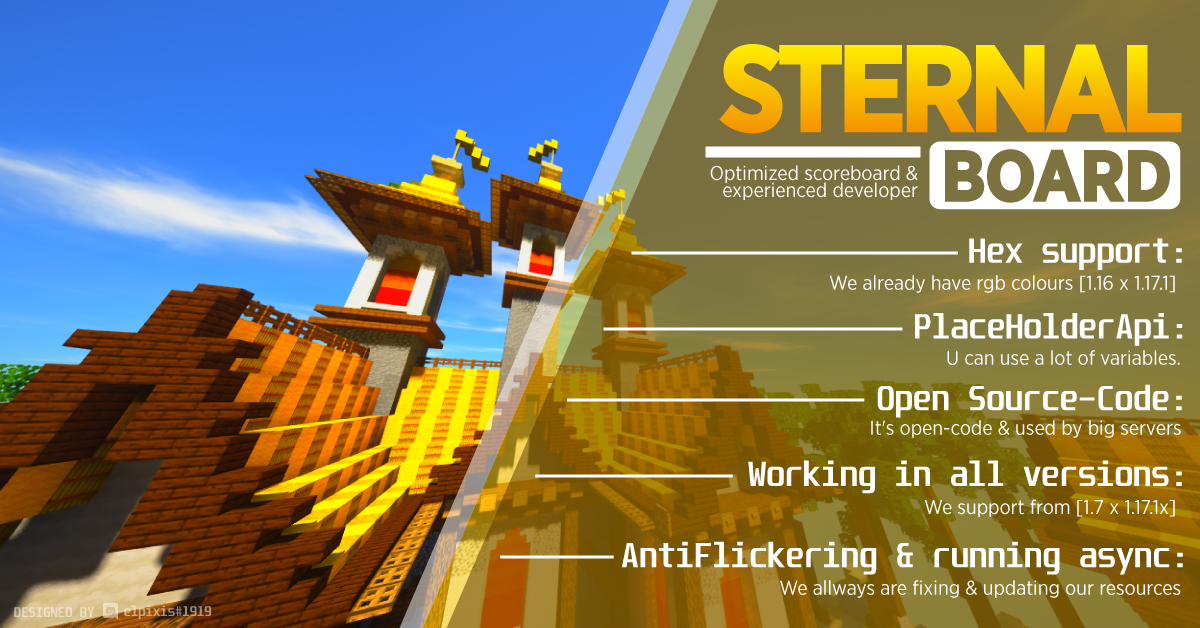 STERNAL
Optimized scoreboard &
experienced developer
BOARD
Hex support:
We already have rgb colours [1.16 x 1.17.1]
PlaceHolderApi:
U can use a lot of variables.
Open Source-Code:
It's open-code & used by big servers
Working in all versions:
We support from [1.7 x 1.17.1x]
AntiFlickering & running async:
We allways are fixing & updating our resources
DESIGNED BY elpixis#1919